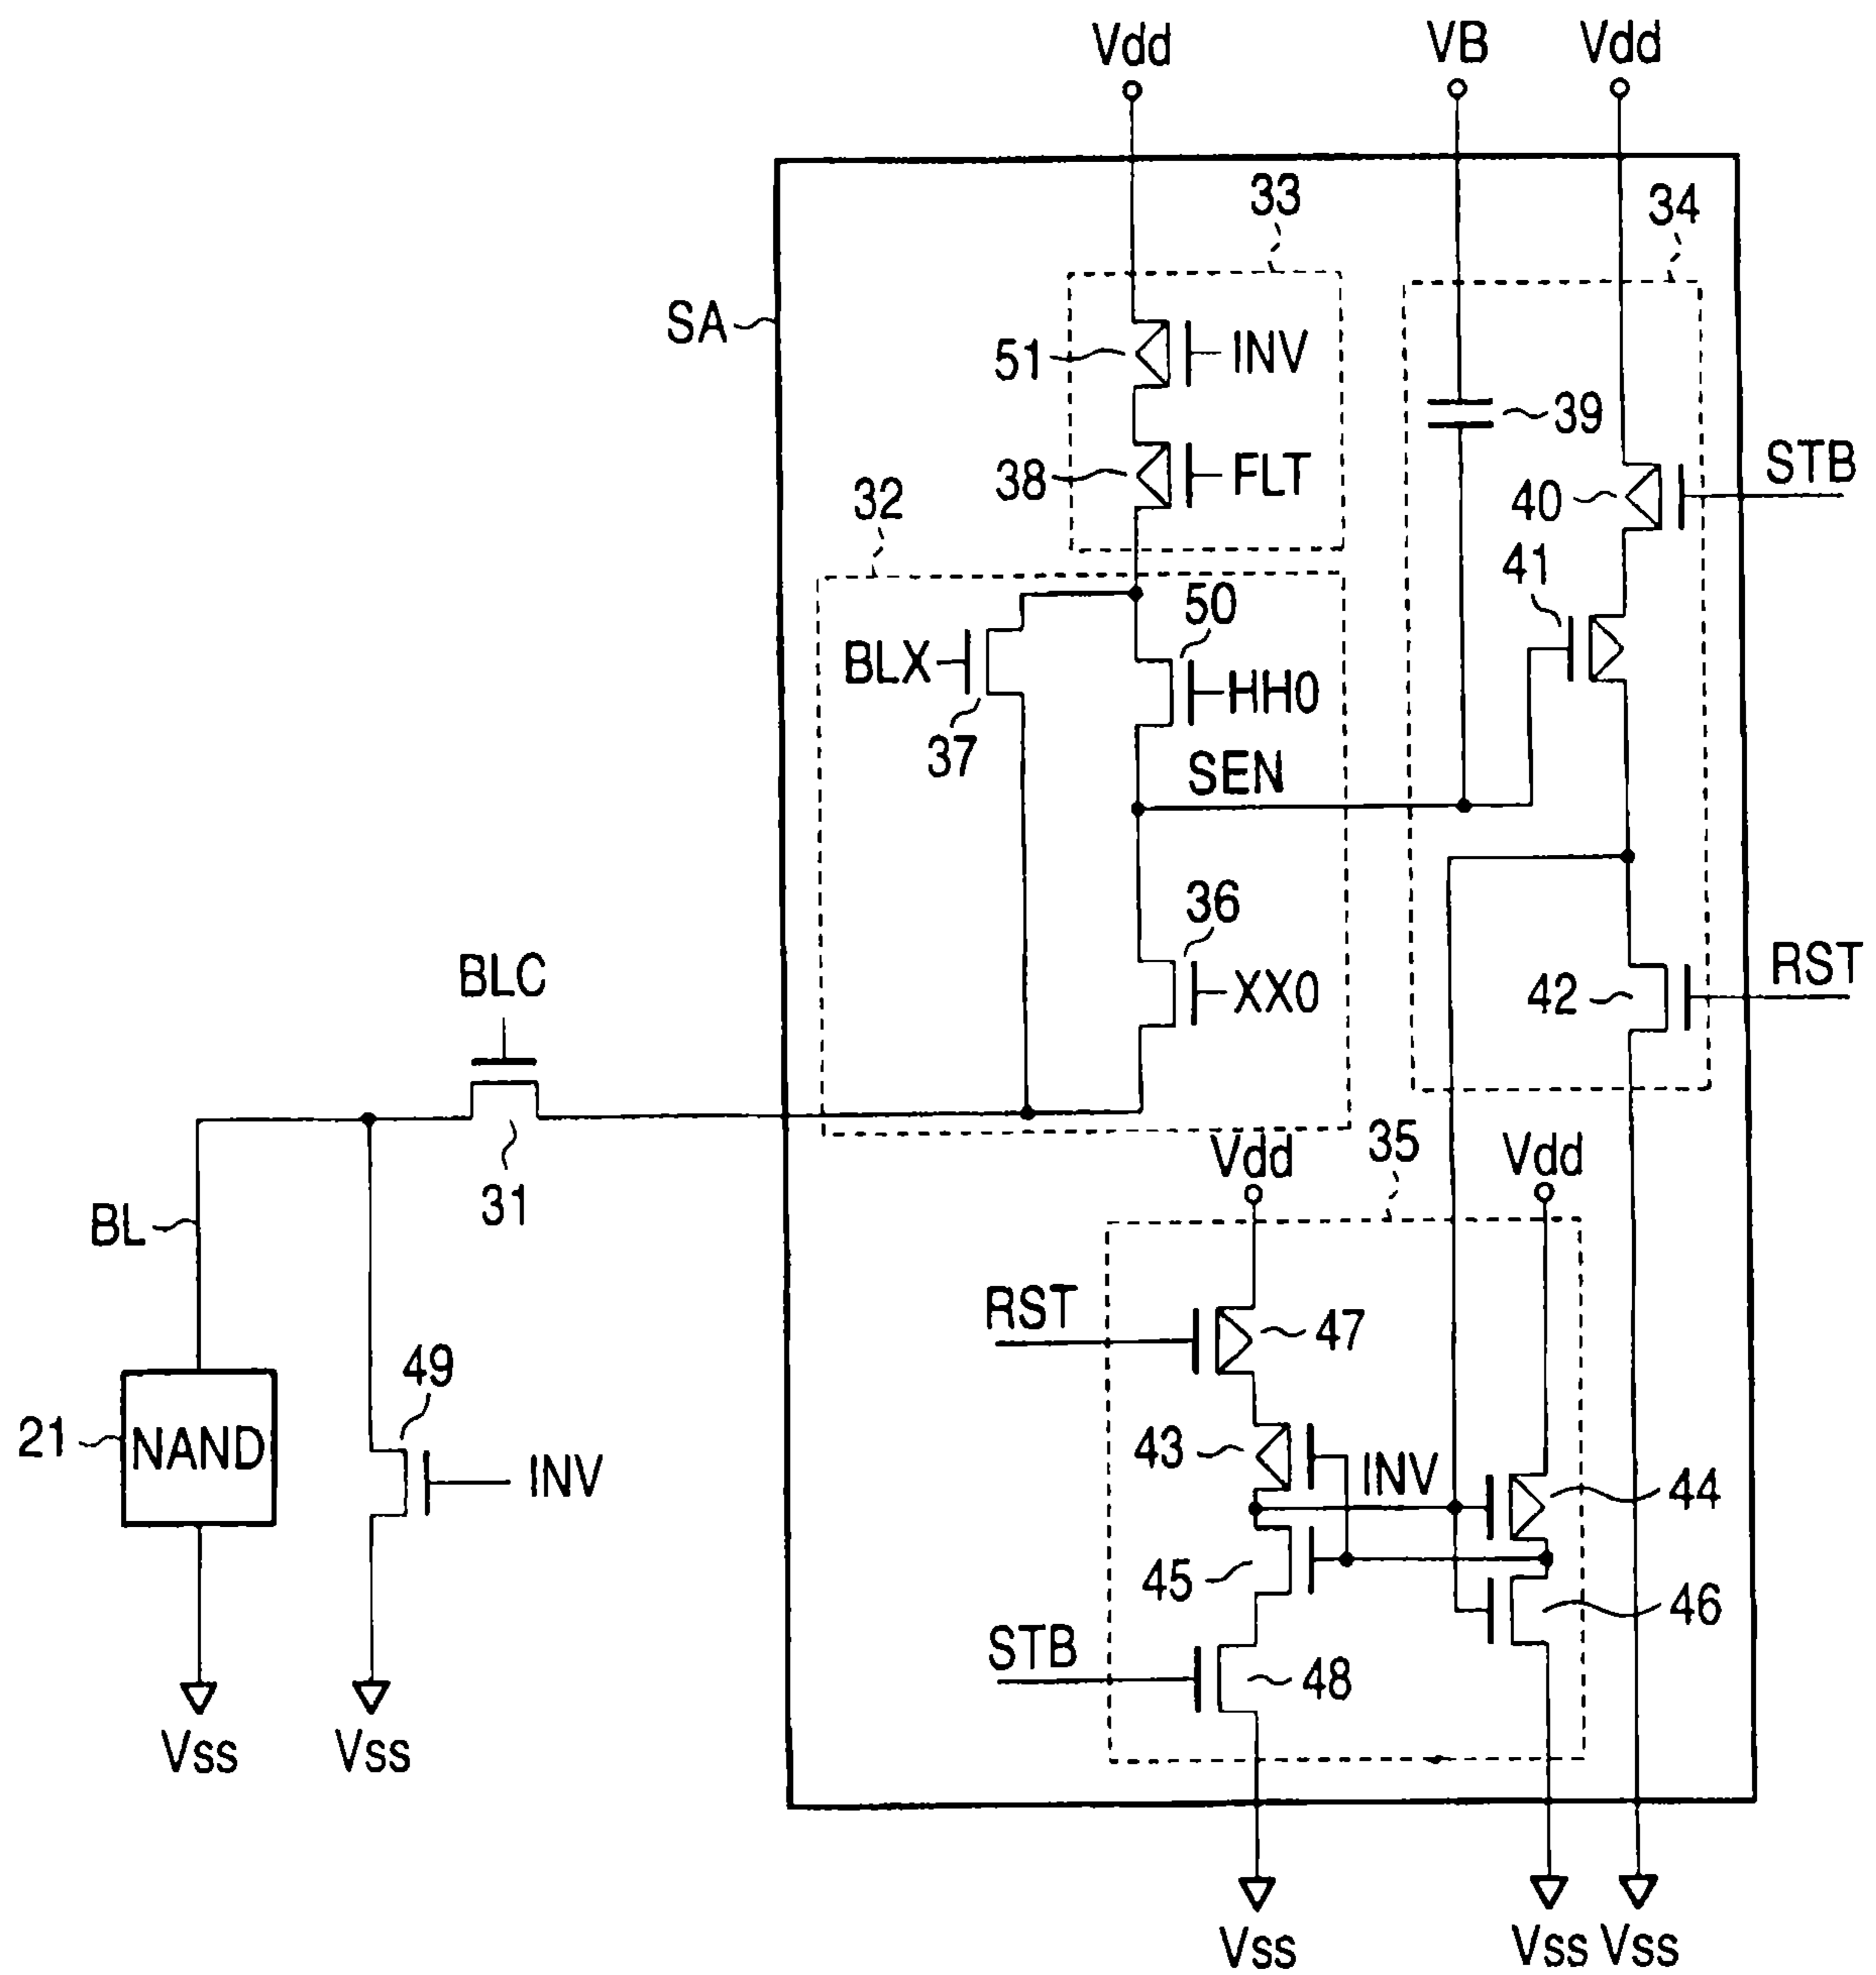 Vdd VB Vdd
33
34
SA
51 INV
39
38 FLT
STB
32
40
41
50
BLX HH0
37
SEN
36
BLC
XX0
RST
42
31
Vdd 35 Vdd
BL
RST 47
49
21 NAND INV
43 INV 44
45 46
STB 48
Vss Vss
Vss Vss Vss